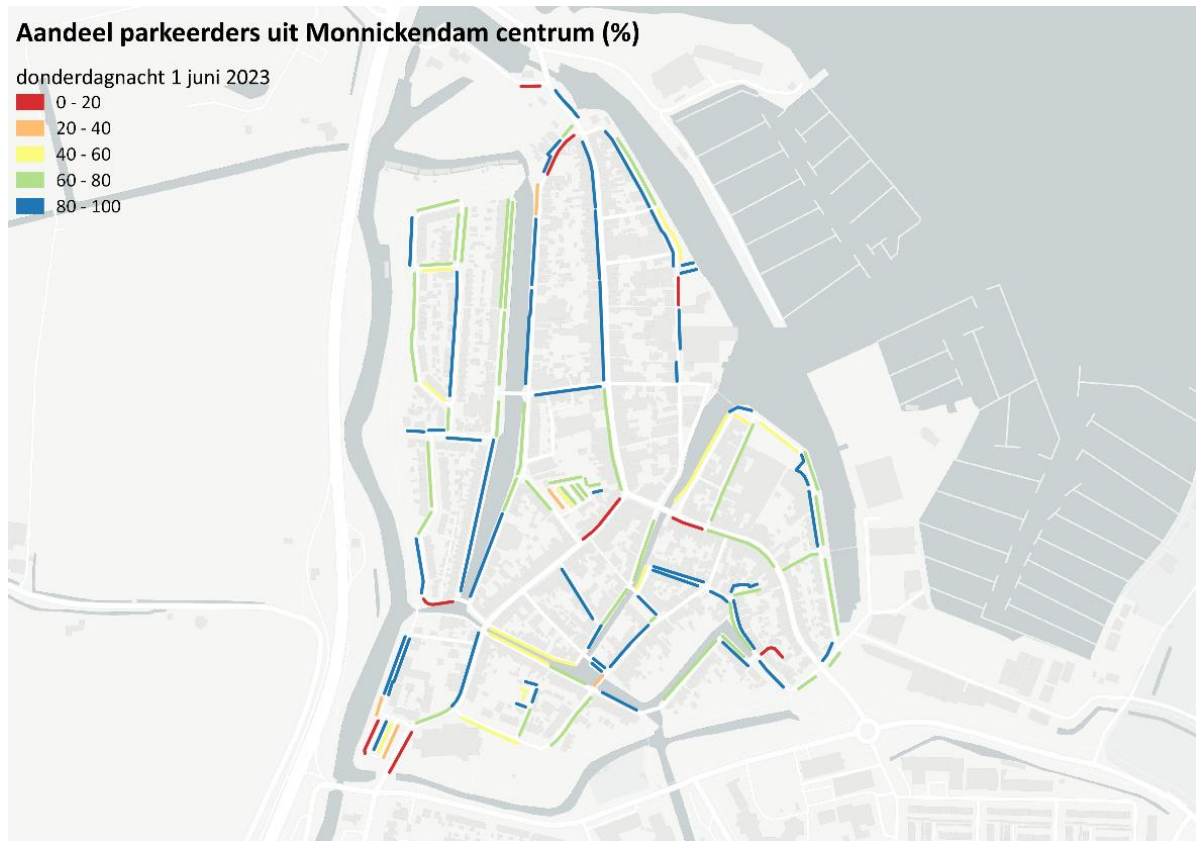 Aandeel parkeerders uit Monnickendam centrum (%)
donderdagnacht 1 juni 2023
0 - 20
20 - 40
40 - 60
60 - 80
80 - 100